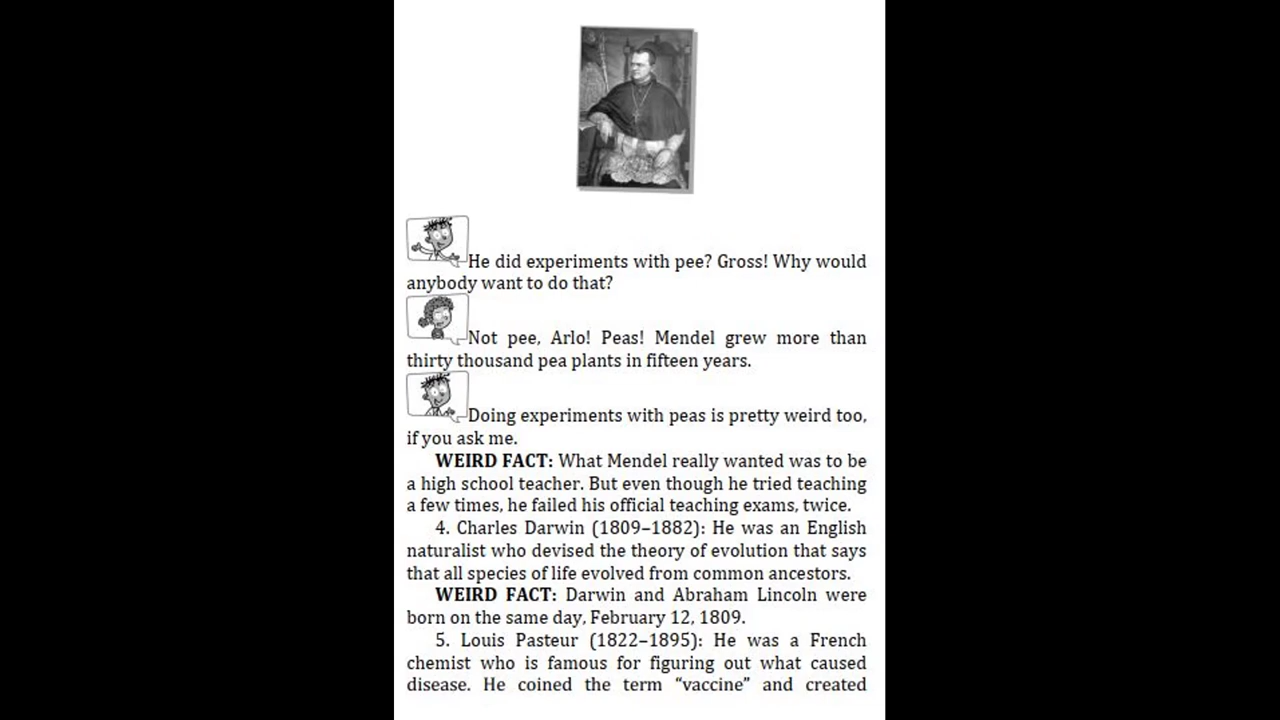 He did experiments with pee? Gross! Why would
anybody want to do that?
Not pee, Arlo! Peas! Mendel grew more than
thirty thousand pea plants in fifteen years.
Doing experiments with peas is pretty weird too,
if you ask me.
WEIRD FACT: What Mendel really wanted was to be
a high school teacher. But even though he tried teaching
a few times, he failed his official teaching exams, twice.
4. Charles Darwin (1809–1882): He was an English
naturalist who devised the theory of evolution that says
that all species of life evolved from common ancestors.
WEIRD FACT: Darwin and Abraham Lincoln were
born on the same day, February 12, 1809.
5. Louis Pasteur (1822–1895): He was a French
chemist who is famous for figuring out what caused
disease. He coined the term “vaccine” and created